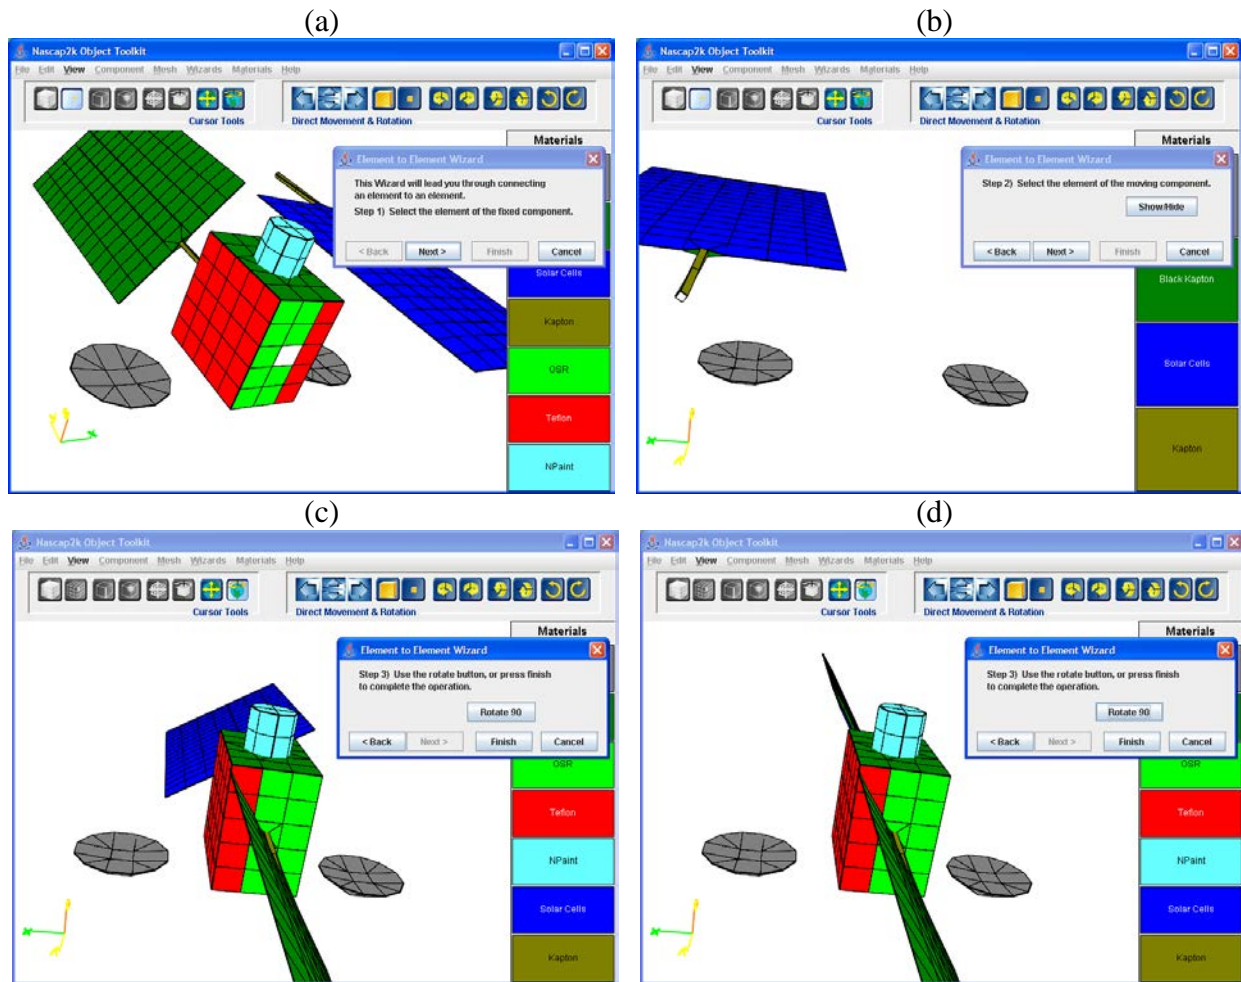 (a)
Nascap2k Object Toolkit
File Edit View Component Mesh Wizards Materials Help
Cursor Tools
Direct Movement & Rotation
Materials
Element to Element Wizard
This Wizard will lead you through connecting
an element to an element.
Step 1) Select the element of the fixed component.
< Back Next > Finish Cancel
Solar Cells
Kapton
OSR
Teflon
NPaint
(b)
Nascap2k Object Toolkit
File Edit View Component Mesh Wizards Materials Help
Cursor Tools
Direct Movement & Rotation
Materials
Element to Element Wizard
Step 2) Select the element of the moving component.
Show/Hide
< Back Next > Finish Cancel
Black Kapton
Solar Cells
Kapton
(c)
Nascap2k Object Toolkit
File Edit View Component Mesh Wizards Materials Help
Cursor Tools
Direct Movement & Rotation
Materials
Element to Element Wizard
Step 3) Use the rotate button, or press finish
to complete the operation.
Rotate 90
< Back Next > Finish Cancel
OSR
Teflon
NPaint
Solar Cells
Kapton
(d)
Nascap2k Object Toolkit
File Edit View Component Mesh Wizards Materials Help
Cursor Tools
Direct Movement & Rotation
Materials
Element to Element Wizard
Step 3) Use the rotate button, or press finish
to complete the operation.
Rotate 90
< Back Next > Finish Cancel
OSR
Teflon
NPaint
Solar Cells
Kapton